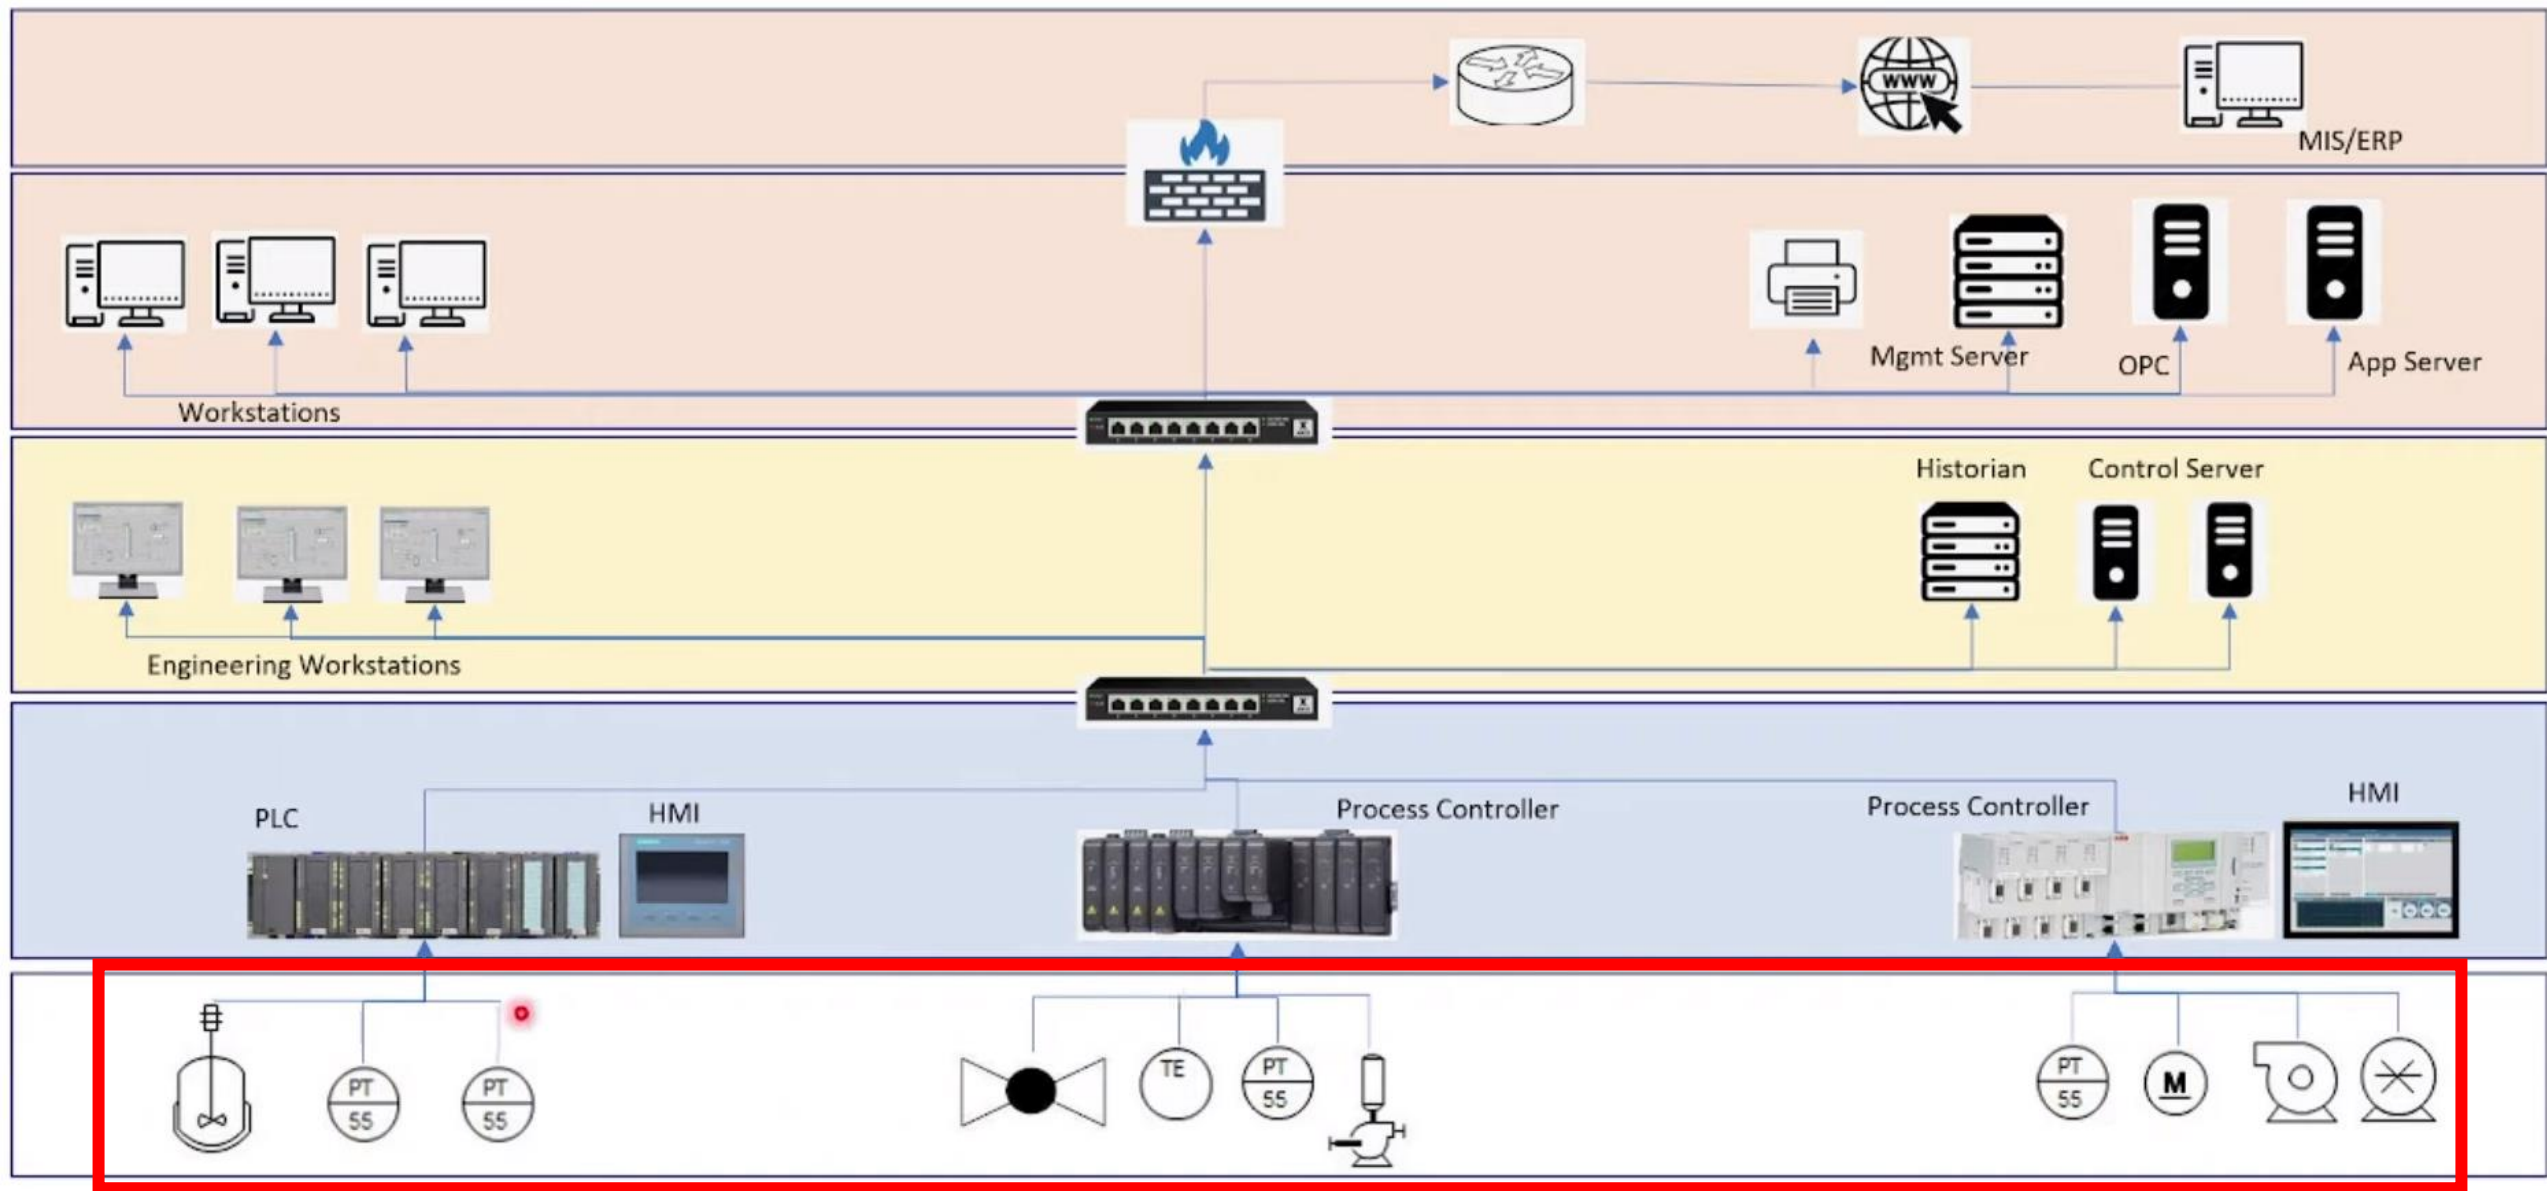 WWW
MIS/ERP
Mgmt Server
OPC
App Server
Workstations
Historian
Control Server
Engineering Workstations
PLC
HMI
Process Controller
Process Controller
HMI
PT
55
PT
55
TE
PT
55
PT
55
M